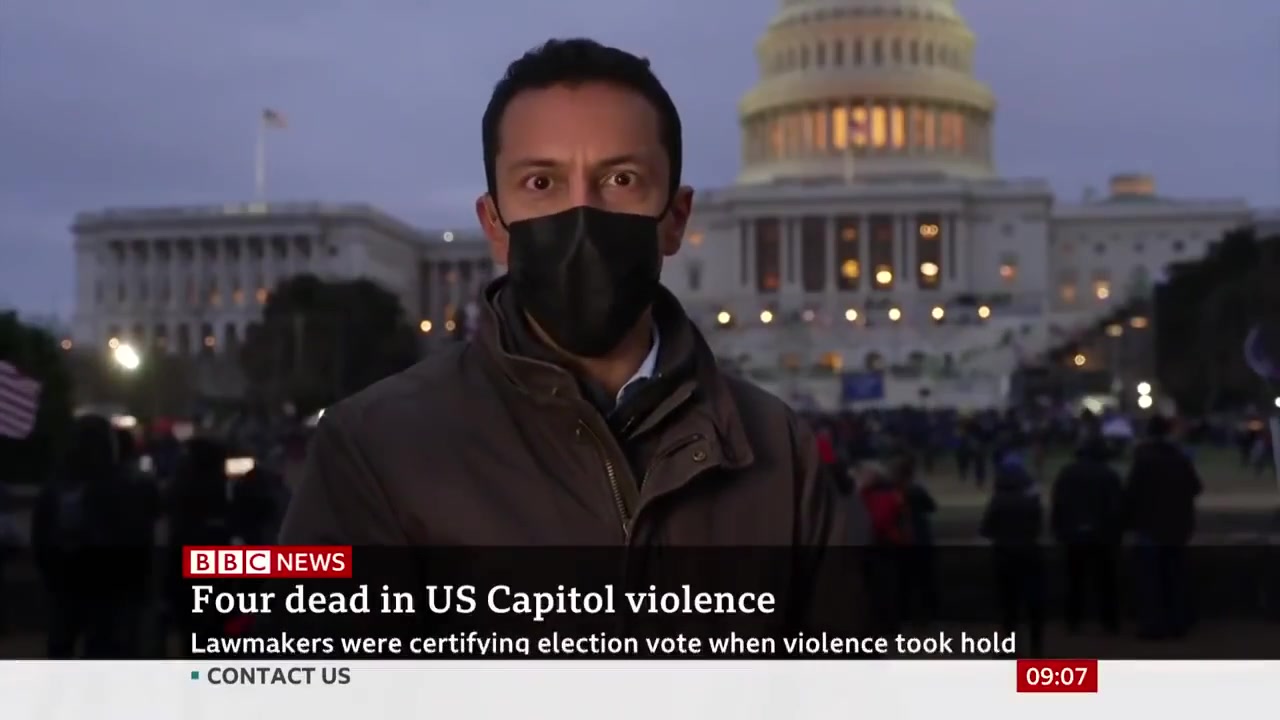 BBC NEWS
Four dead in US Capitol violence
Lawmakers were certifying election vote when violence took hold
CONTACT US
09:07